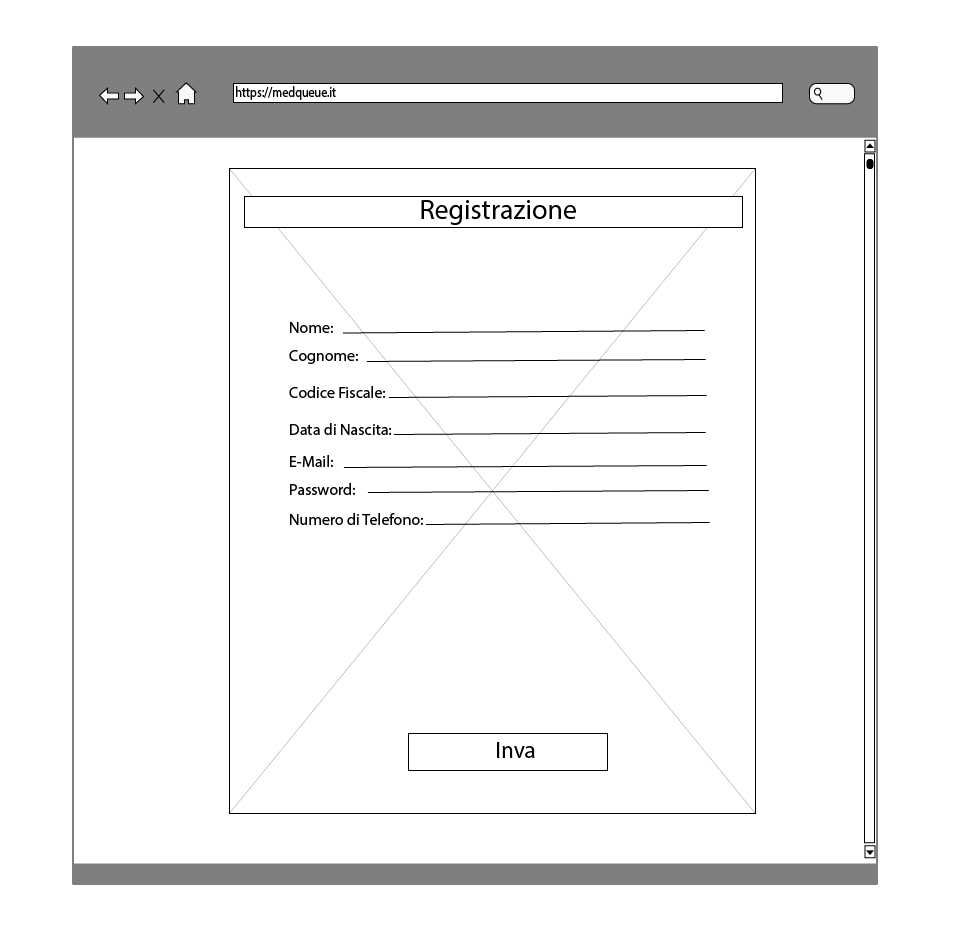 https://medqueue.it
Registrazione
Nome:
Cognome:
Codice Fiscale:
Data di Nascita:
E-Mail:
Password:
Numero di Telefono:
Inva